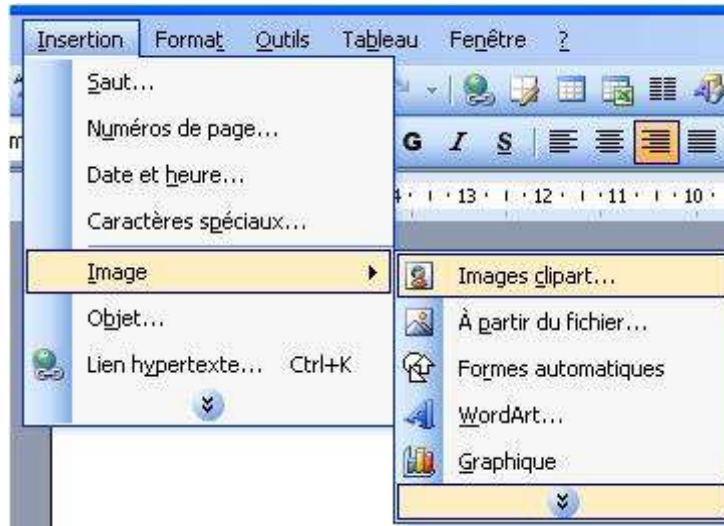 Insertion Format Outils Tableau Fenêtre ?
Saut...
Numéros de page...
G I S
Date et heure...
13 12 11 10
Caractères spéciaux...
Image
Images clipart...
Objet...
À partir du fichier...
Lien hypertexte... Ctrl+K
Formes automatiques
WordArt...
Graphique